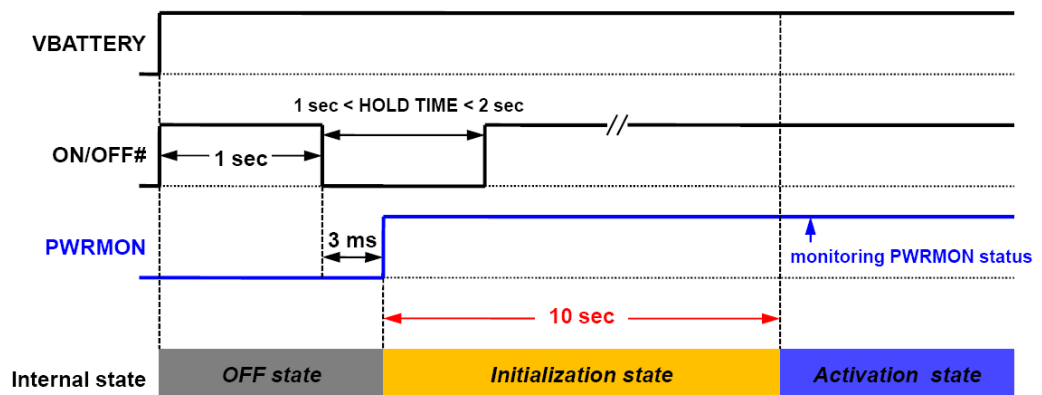 VBATTERY
1 sec < HOLD TIME < 2 sec
ON/OFF#
1 sec
PWRMON
3 ms
monitoring PWRMON status
10 sec
Internal state
OFF state
Initialization state
Activation state